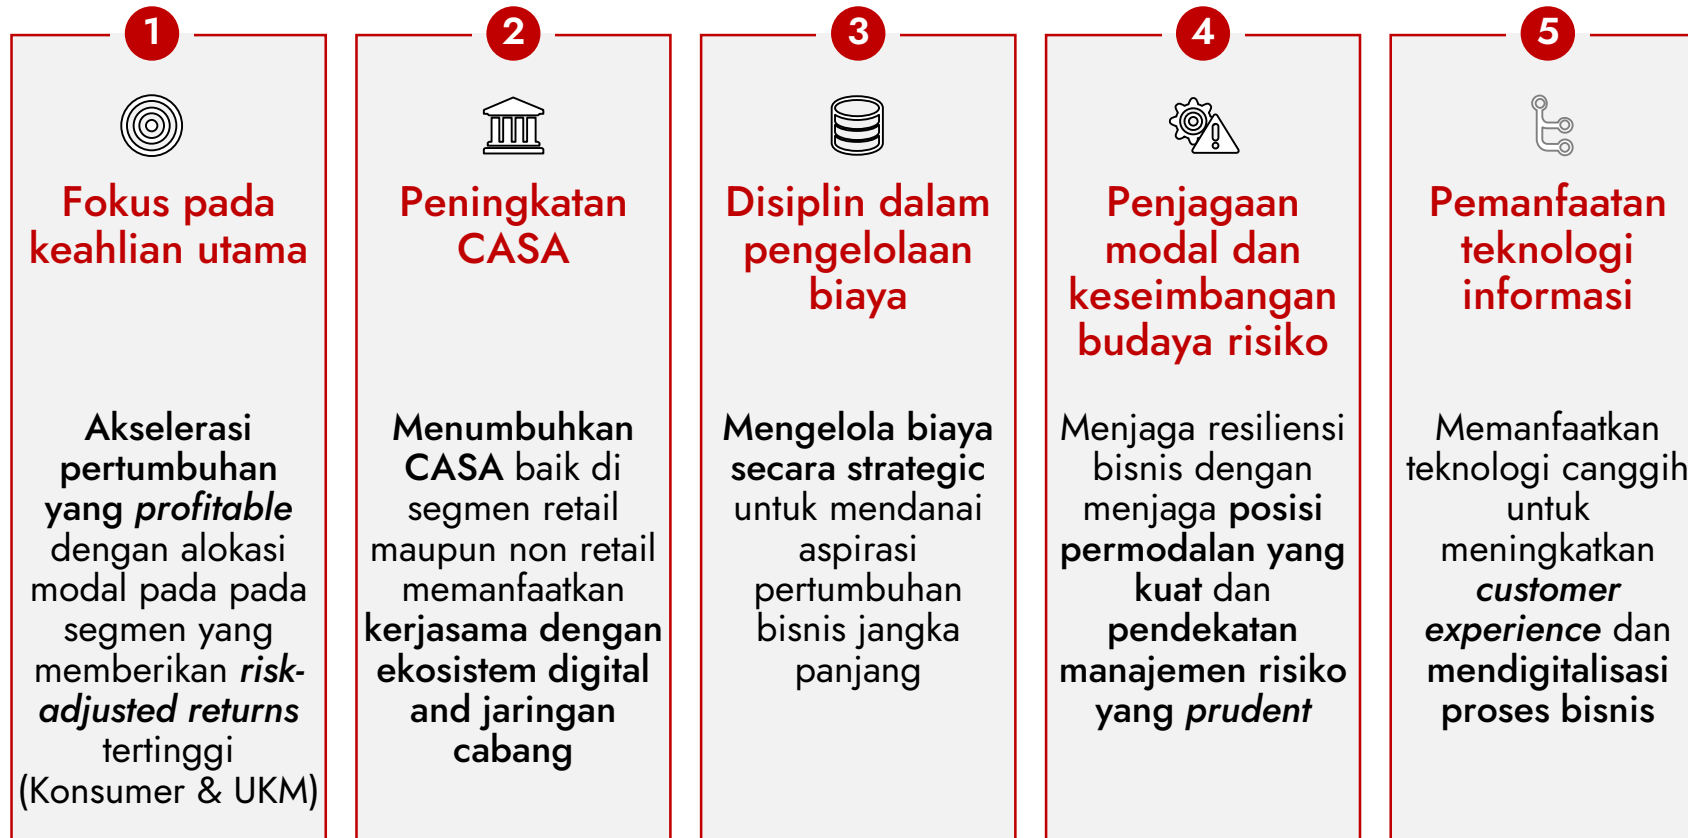 1
Fokus pada
keahlian utama
Akselerasi
pertumbuhan
yang profitable
dengan alokasi
modal pada pada
segmen yang
memberikan risk-
adjusted returns
tertinggi
(Konsumer & UKM)
2
Peningkatan
CASA
Menumbuhkan
CASA baik di
segmen retail
maupun non retail
memanfaatkan
kerjasama dengan
ekosistem digital
and jaringan
cabang
3
Disiplin dalam
pengelolaan
biaya
Mengelola biaya
secara strategic
untuk mendanai
aspirasi
pertumbuhan
bisnis jangka
panjang
4
Penjagaan
modal dan
keseimbangan
budaya risiko
Menjaga resiliensi
bisnis dengan
menjaga posisi
permodalan yang
kuat dan
pendekatan
manajemen risiko
yang prudent
5
Pemanfaatan
teknologi
informasi
Memanfaatkan
teknologi canggih
untuk
meningkatkan
customer
experience dan
mendigitalisasi
proses bisnis